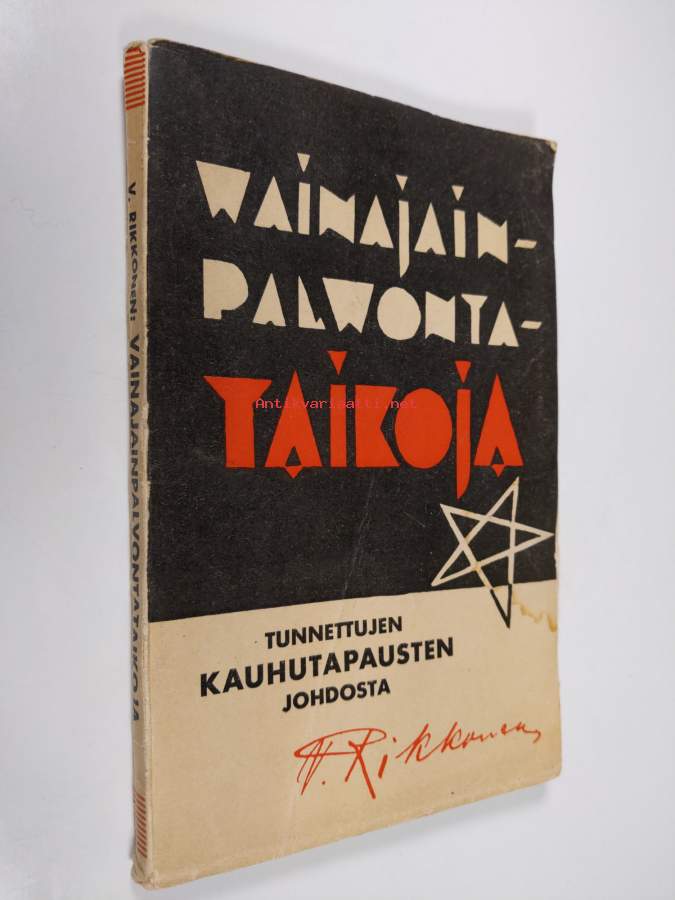 WAINAJAIN-
PALWONTA-
TAIKOJA
TUNNETTUJEN
KAUHUTAPAUSTEN
JOHDOSTA
V. Rikkonen
V. RIKKONEN: VAINAJAINPALVONTATAIKOJA
Antikvariaatti.net